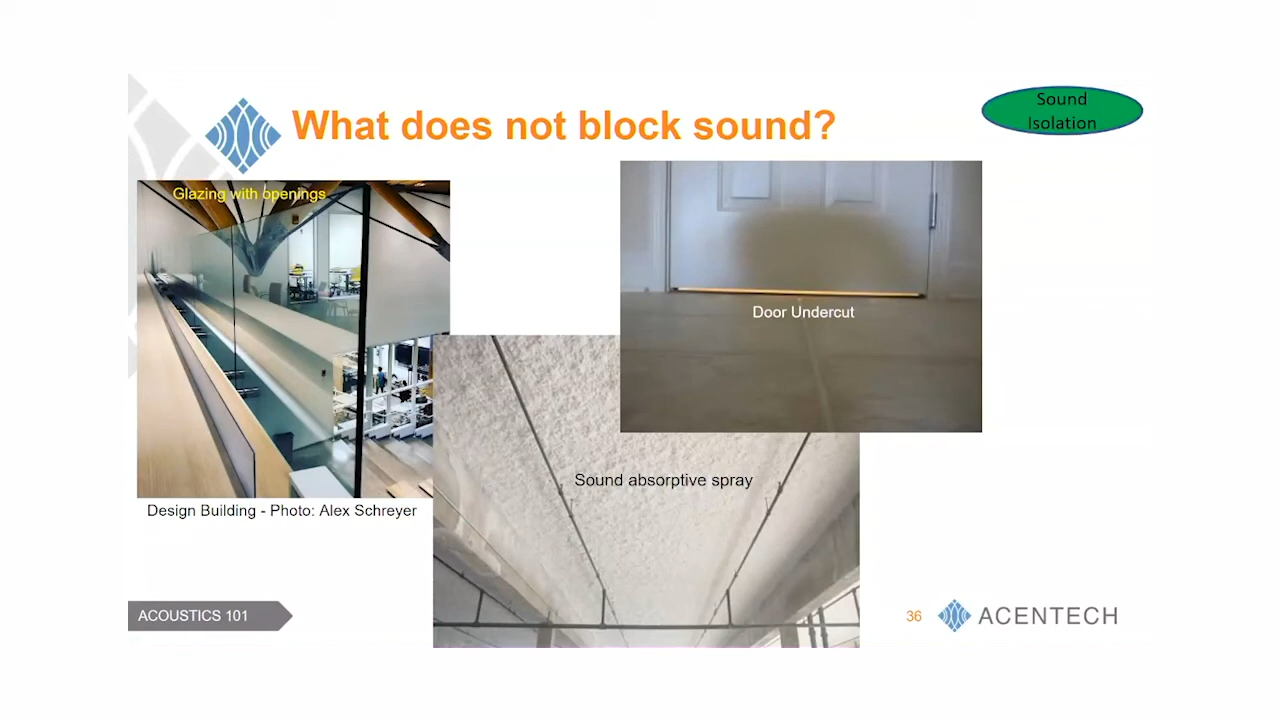 What does not block sound?
Sound
Isolation
Glazing with openings
Door Undercut
Sound absorptive spray
Design Building - Photo: Alex Schreyer
ACOUSTICS 101
36
ACENTECH